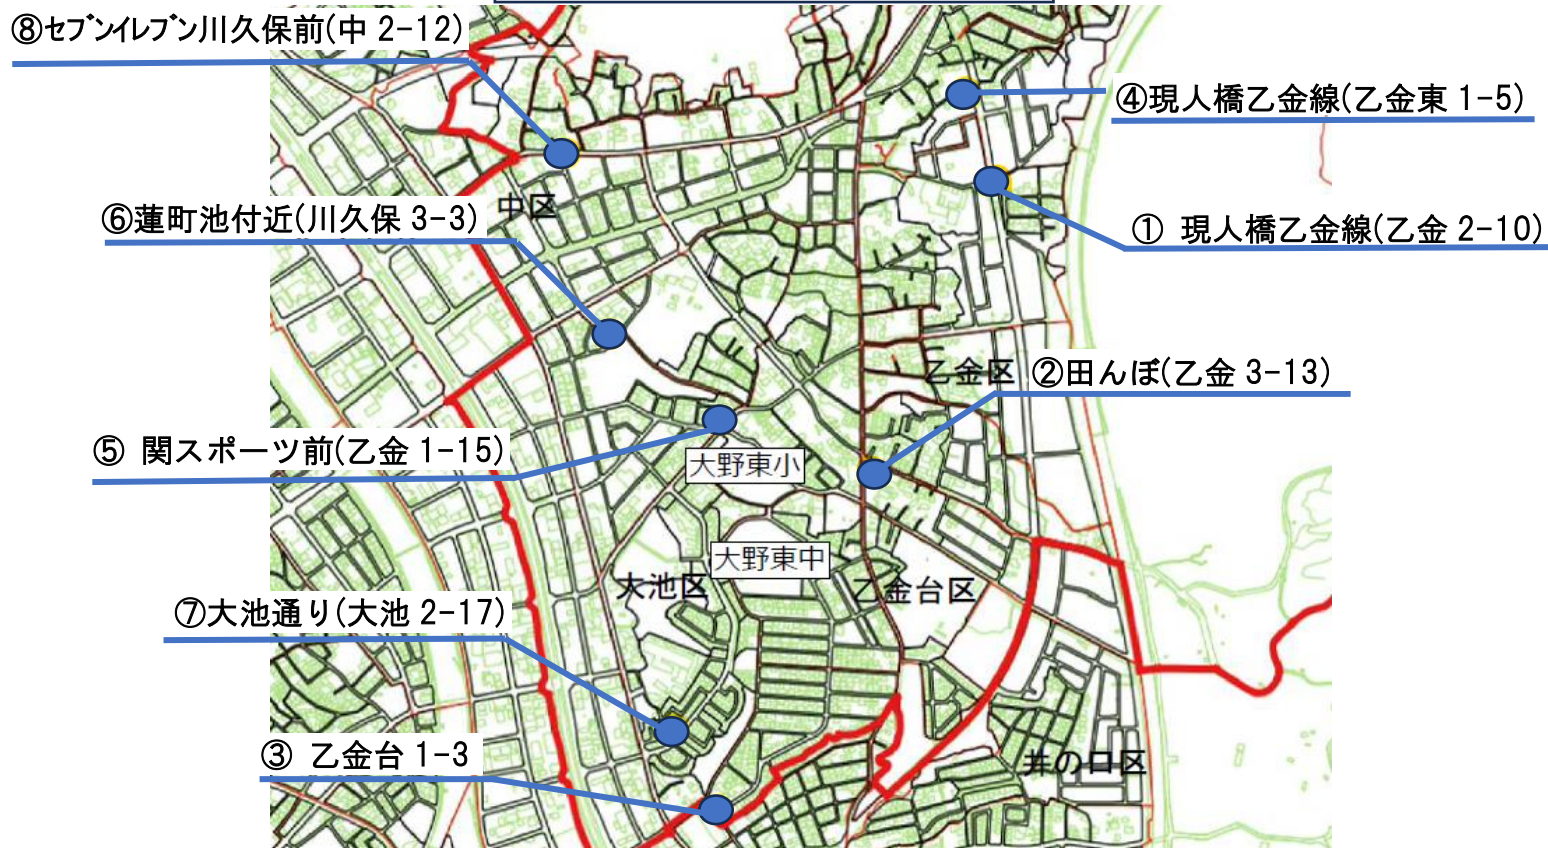 ⑧セブンイレブン川久保前(中 2-12)
④現人橋乙金線(乙金東 1-5)
⑥蓮町池付近(川久保 3-3)
中区
① 現人橋乙金線(乙金 2-10)
乙金区
②田んぼ(乙金 3-13)
⑤ 関スポーツ前(乙金 1-15)
大野東小
大野東中
大池区
乙金台区
⑦大池通り(大池 2-17)
③ 乙金台 1-3
井の口区